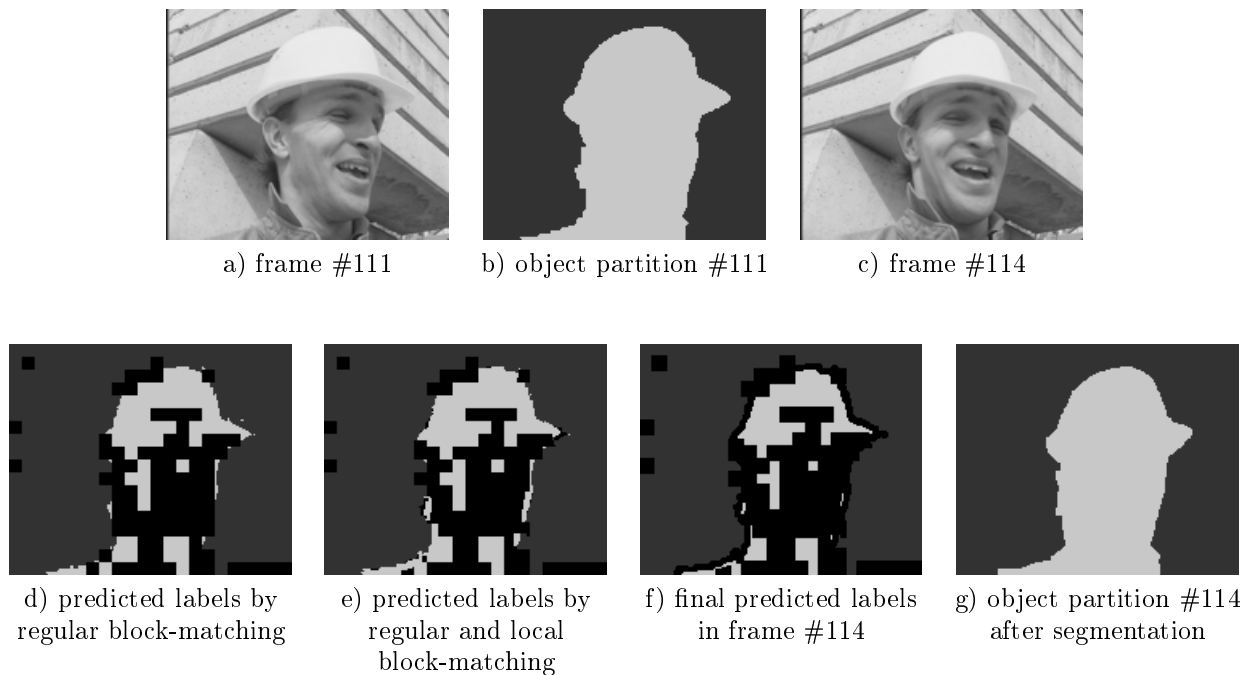 a) frame #111
b) object partition #111
c) frame #114
d) predicted labels by
regular block-matching
e) predicted labels by
regular and local
block-matching
f) final predicted labels
in frame #114
g) object partition #114
after segmentation